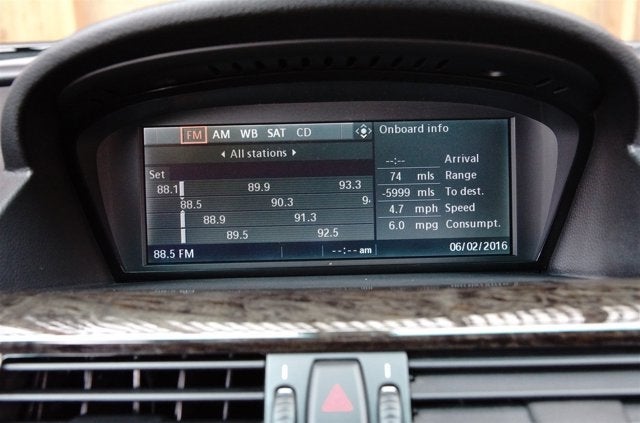 FM AM WB SAT CD
All stations
Set
88.1 89.9 93.3
88.5 90.3 9
88.9 91.3
89.5 92.5
88.5 FM --:-- am
Onboard info
--:-- Arrival
74 mls Range
-5999 mls To dest.
4.7 mph Speed
6.0 mpg Consumpt.
06/02/2016